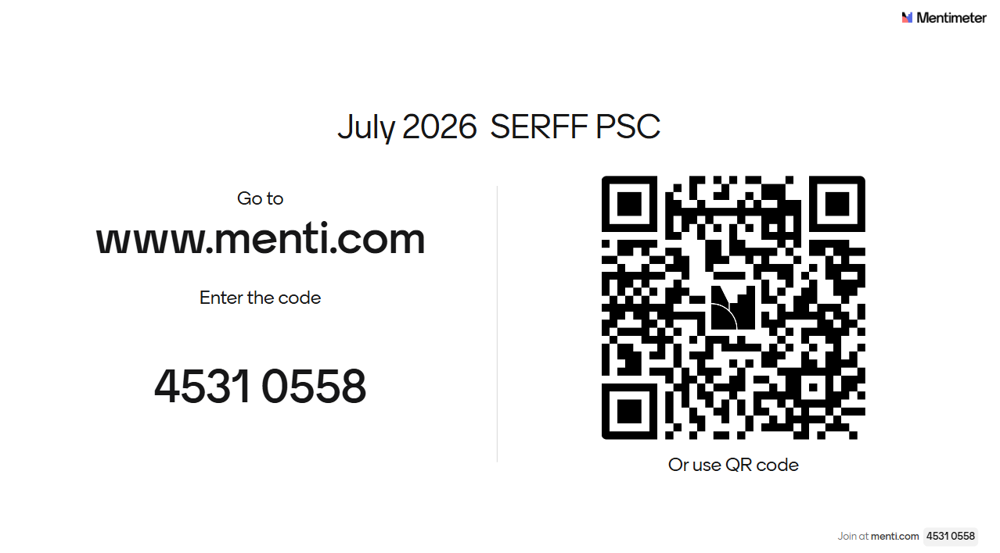 Mentimeter
July 2026 SERFF PSC
Go to
www.menti.com
Enter the code
4531 0558
Or use QR code
Join at menti.com 4531 0558